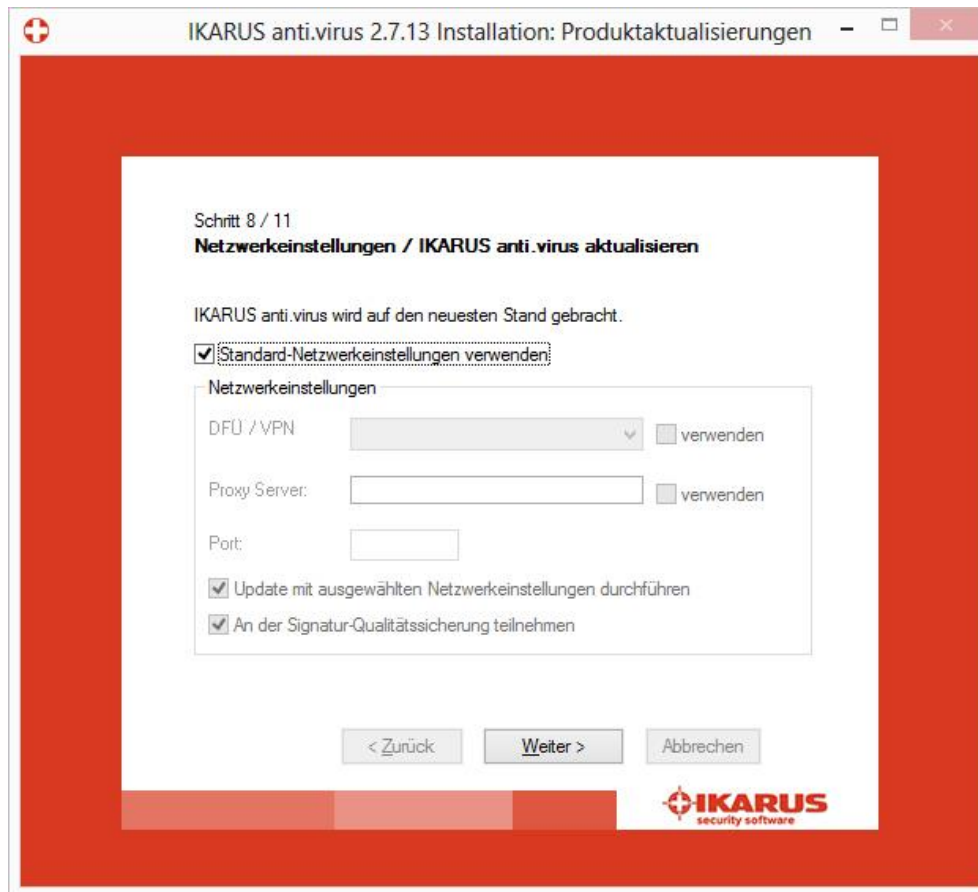 IKARUS anti.virus 2.7.13 Installation: Produktaktualisierungen
Schritt 8 / 11
Netzwerkeinstellungen / IKARUS anti.virus aktualisieren
IKARUS anti.virus wird auf den neuesten Stand gebracht.
Standard-Netzwerkeinstellungen verwenden
Netzwerkeinstellungen
DFÜ / VPN verwenden
Proxy Server: verwenden
Port:
Update mit ausgewählten Netzwerkeinstellungen durchführen
An der Signatur-Qualitätssicherung teilnehmen
< Zurück Weiter > Abbrechen
IKARUS
security software